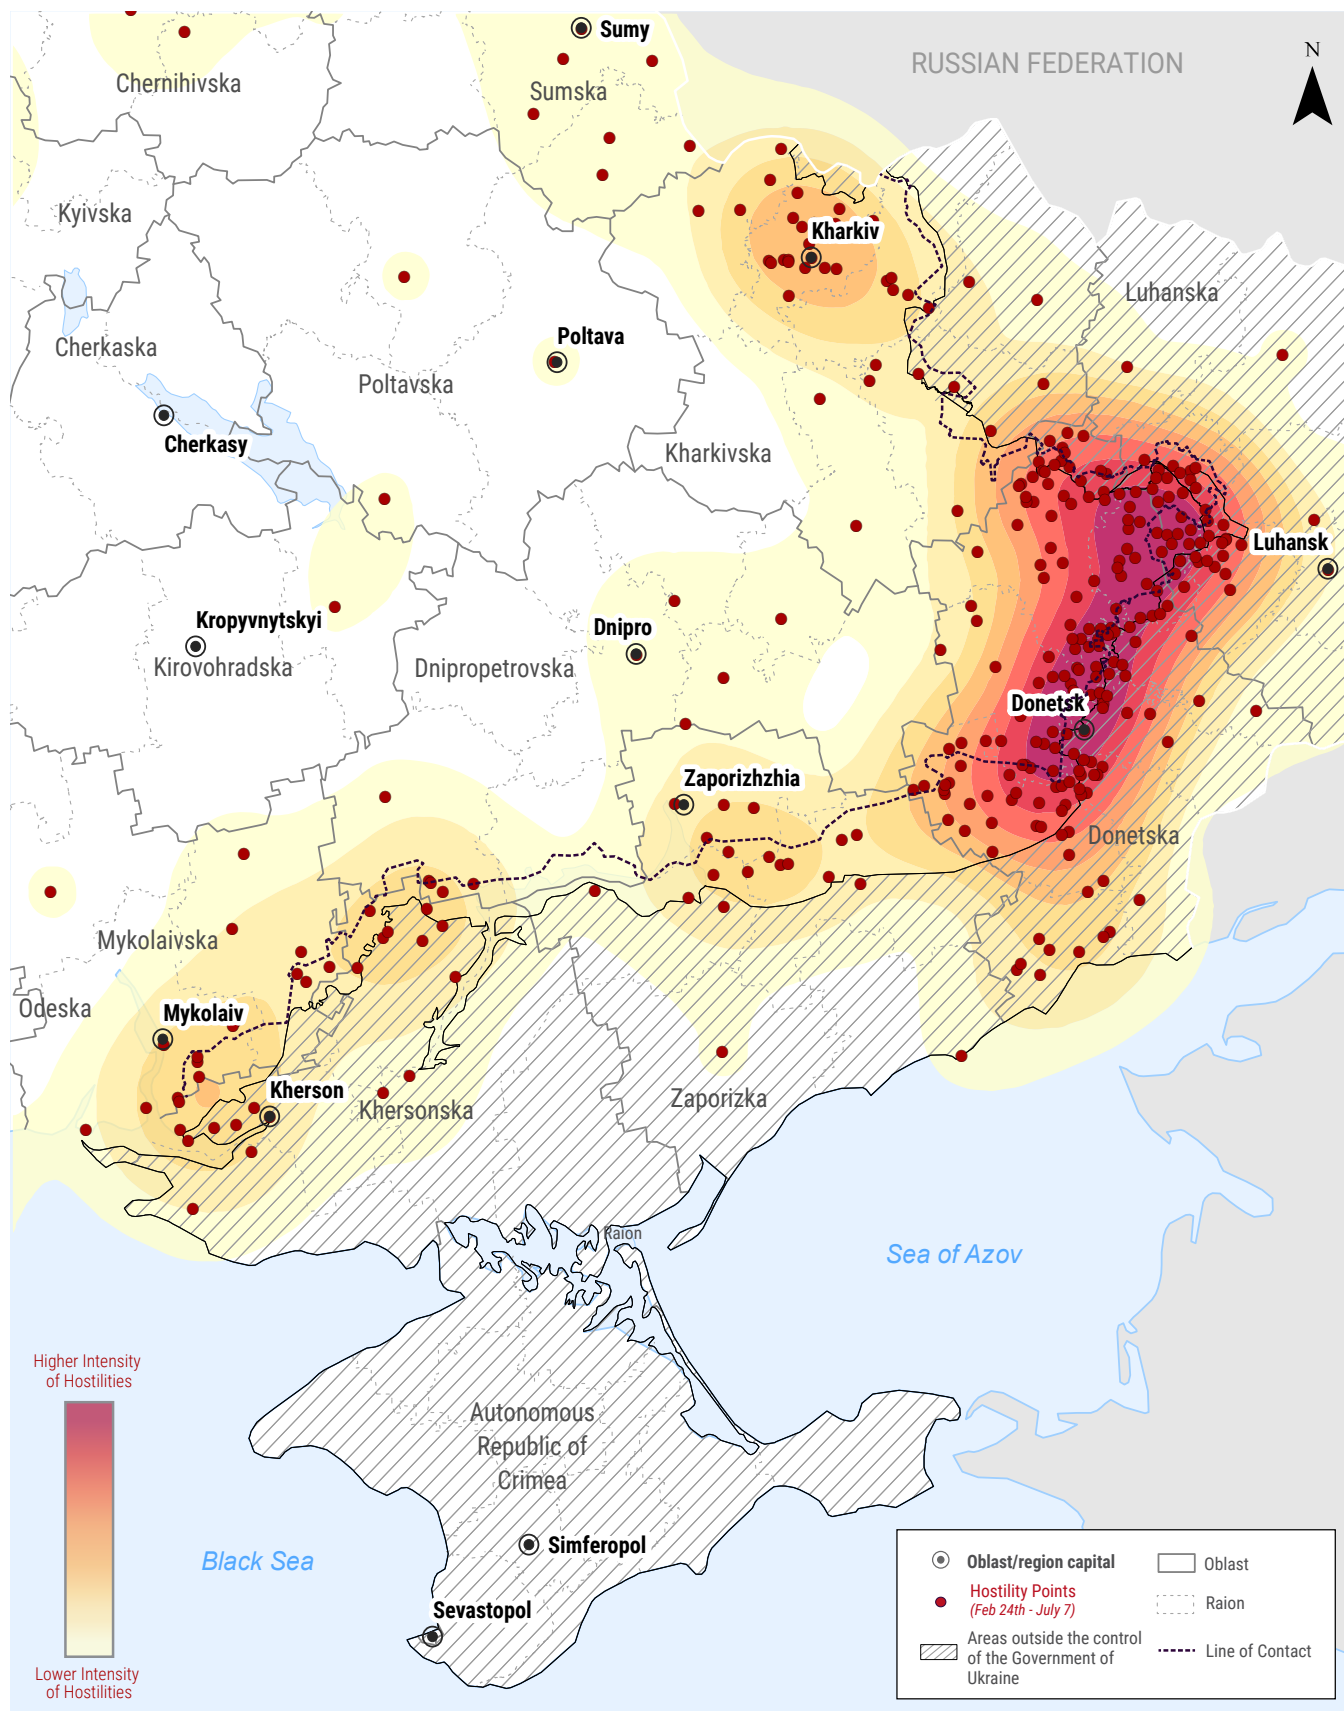 Sumy
RUSSIAN FEDERATION
N
Chernihivska
Sumska
Kyivska
Kharkiv
Luhanska
Cherkaska
Poltava
Poltavska
Cherkasy
Kharkivska
Luhansk
Kropyvnytskyi
Kirovohradska
Dnipro
Dnipropetrovska
Donetsk
Zaporizhzhia
Donetska
Mykolaivska
Odeska
Mykolaiv
Kherson
Khersonska
Zaporizka
Raion
Sea of Azov
Higher Intensity
of Hostilities
Autonomous
Republic of
Crimea
Simferopol
Black Sea
Sevastopol
Lower Intensity
of Hostilities
Oblast/region capital
Oblast
Hostility Points
(Feb 24th - July 7)
Raion
Areas outside the control
of the Government of
Ukraine
Line of Contact